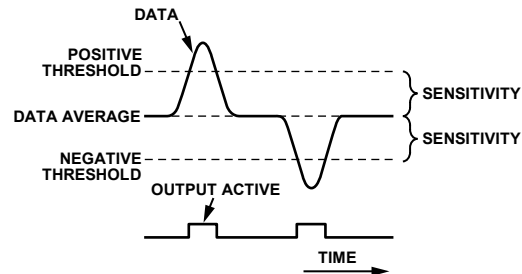 DATA
POSITIVE
THRESHOLD
SENSITIVITY
DATA AVERAGE
SENSITIVITY
NEGATIVE
THRESHOLD
OUTPUT ACTIVE
TIME